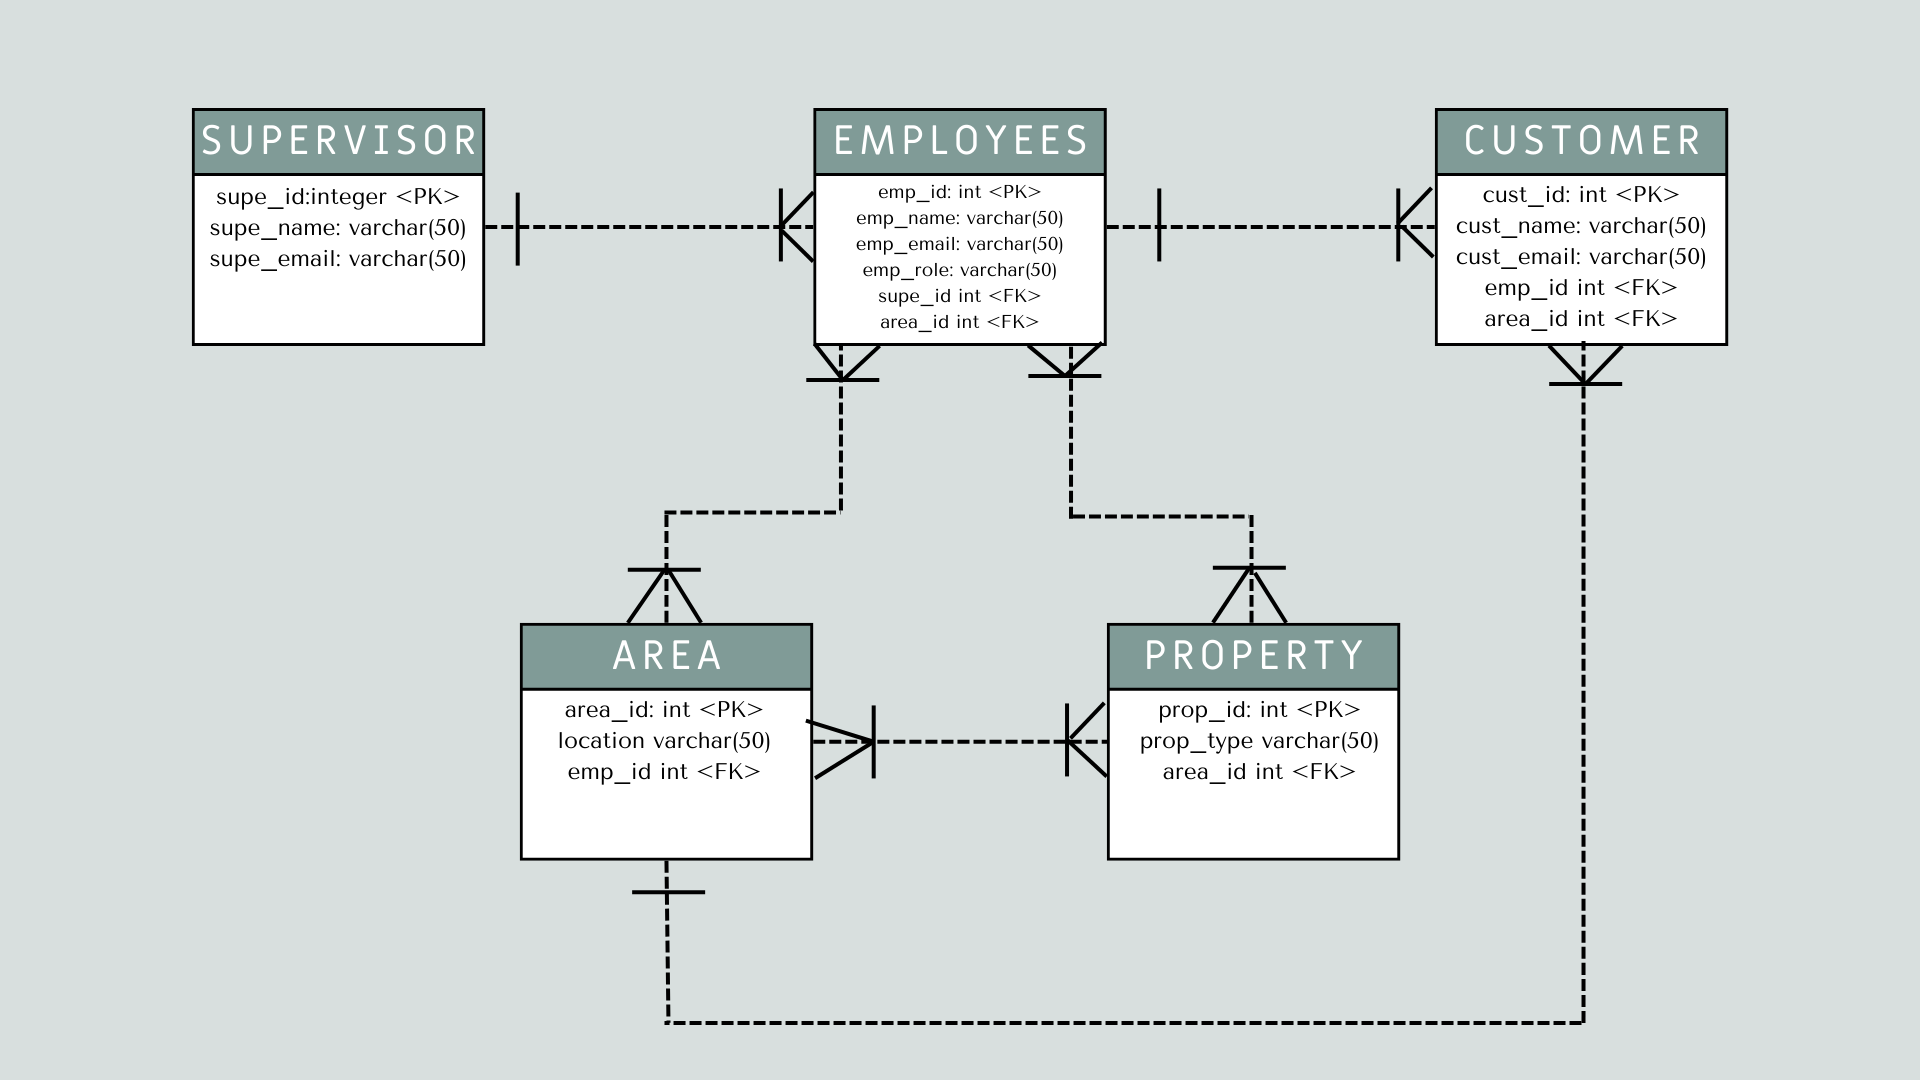 SUPERVISOR
supe_id:integer <PK>
supe_name: varchar(50)
supe_email: varchar(50)
EMPLOYEES
emp_id: int <PK>
emp_name: varchar(50)
emp_email: varchar(50)
emp_role: varchar(50)
supe_id int <FK>
area_id int <FK>
CUSTOMER
cust_id: int <PK>
cust_name: varchar(50)
cust_email: varchar(50)
emp_id int <FK>
area_id int <FK>
AREA
area_id: int <PK>
location varchar(50)
emp_id int <FK>
PROPERTY
prop_id: int <PK>
prop_type varchar(50)
area_id int <FK>